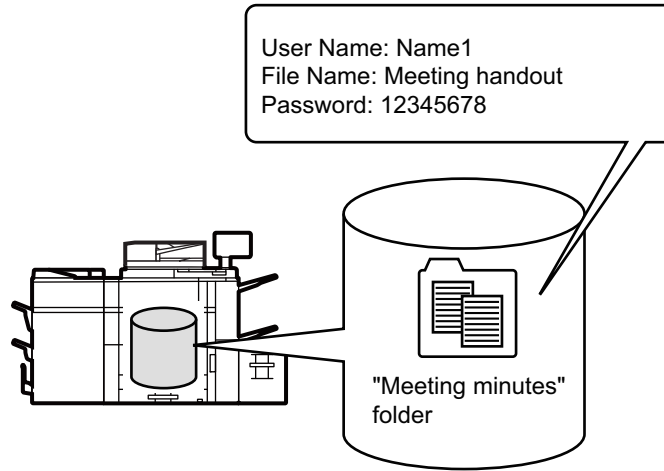 User Name: Name1
File Name: Meeting handout
Password: 12345678
"Meeting minutes"
folder